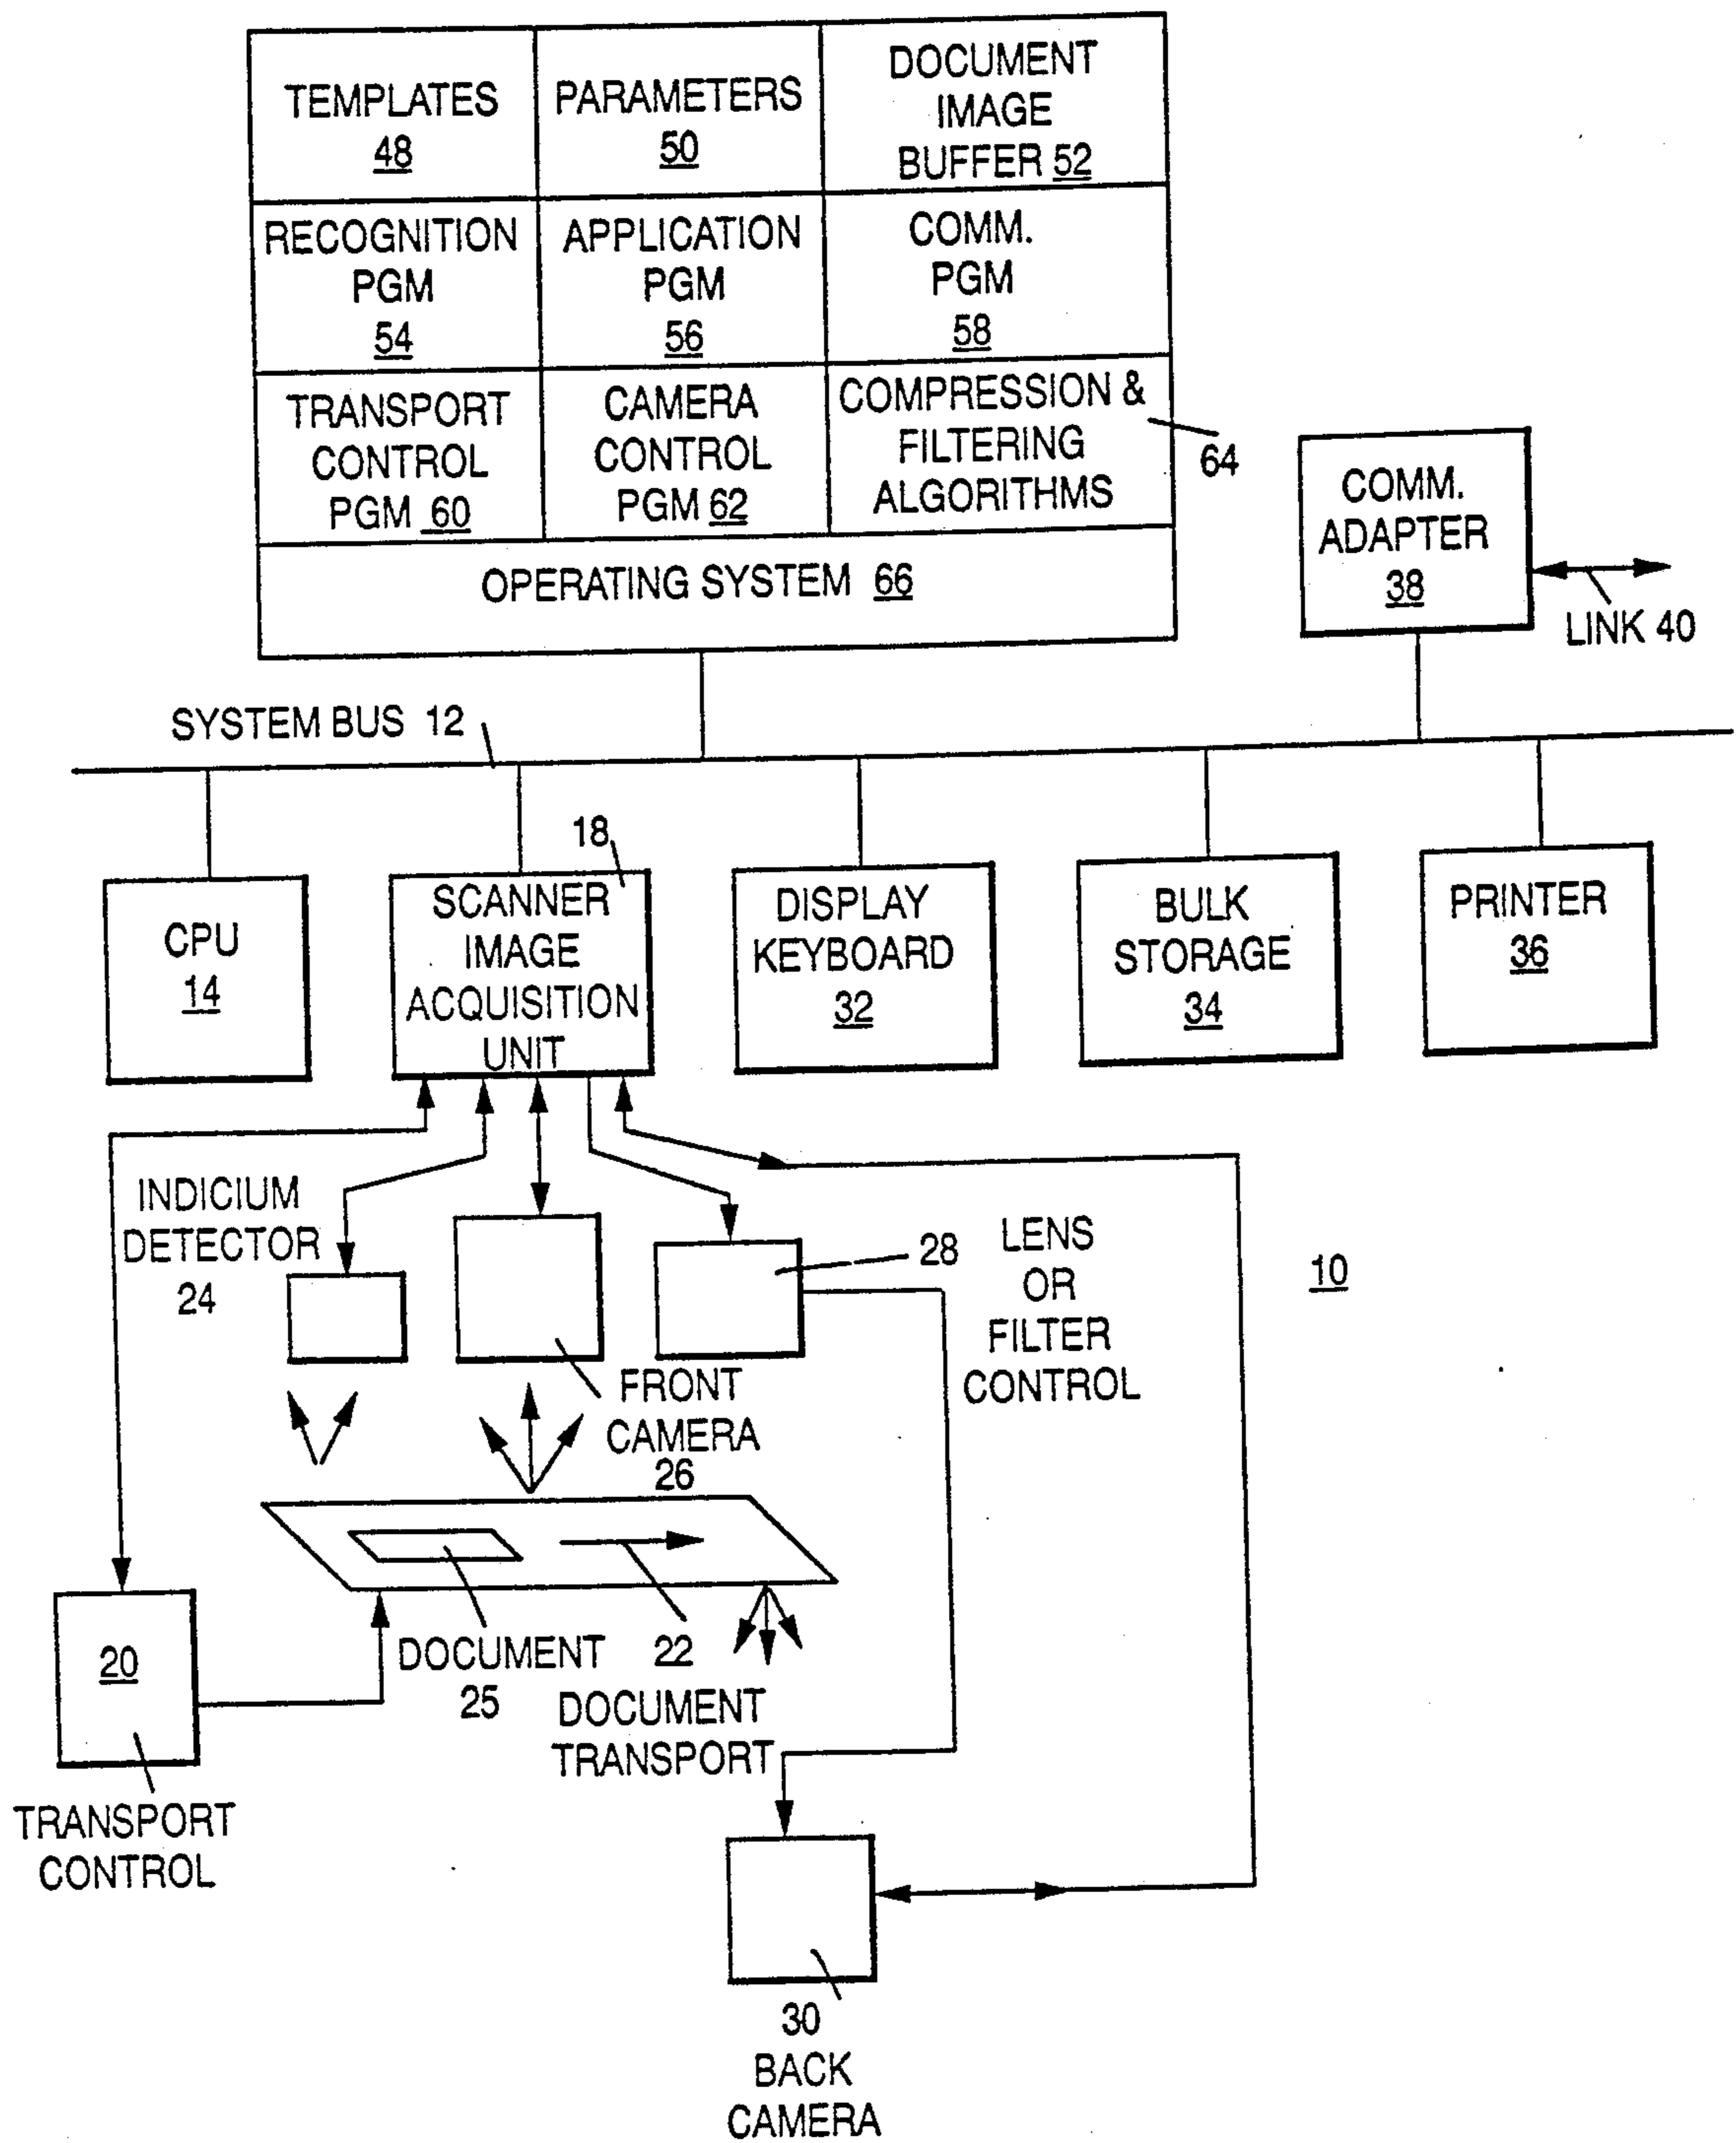 TEMPLATES
48
PARAMETERS
50
DOCUMENT
IMAGE
BUFFER 52
RECOGNITION
PGM
54
APPLICATION
PGM
56
COMM.
PGM
58
TRANSPORT
CONTROL
PGM 60
CAMERA
CONTROL
PGM 62
COMPRESSION &
FILTERING
ALGORITHMS
64
OPERATING SYSTEM 66
COMM.
ADAPTER
38
LINK 40
SYSTEM BUS 12
CPU
14
18
SCANNER
IMAGE
ACQUISITION
UNIT
DISPLAY
KEYBOARD
32
BULK
STORAGE
34
PRINTER
36
INDICIUM
DETECTOR
24
28
LENS
OR
FILTER
CONTROL
10
FRONT
CAMERA
26
DOCUMENT
25
22
DOCUMENT
TRANSPORT
20
TRANSPORT
CONTROL
30
BACK
CAMERA